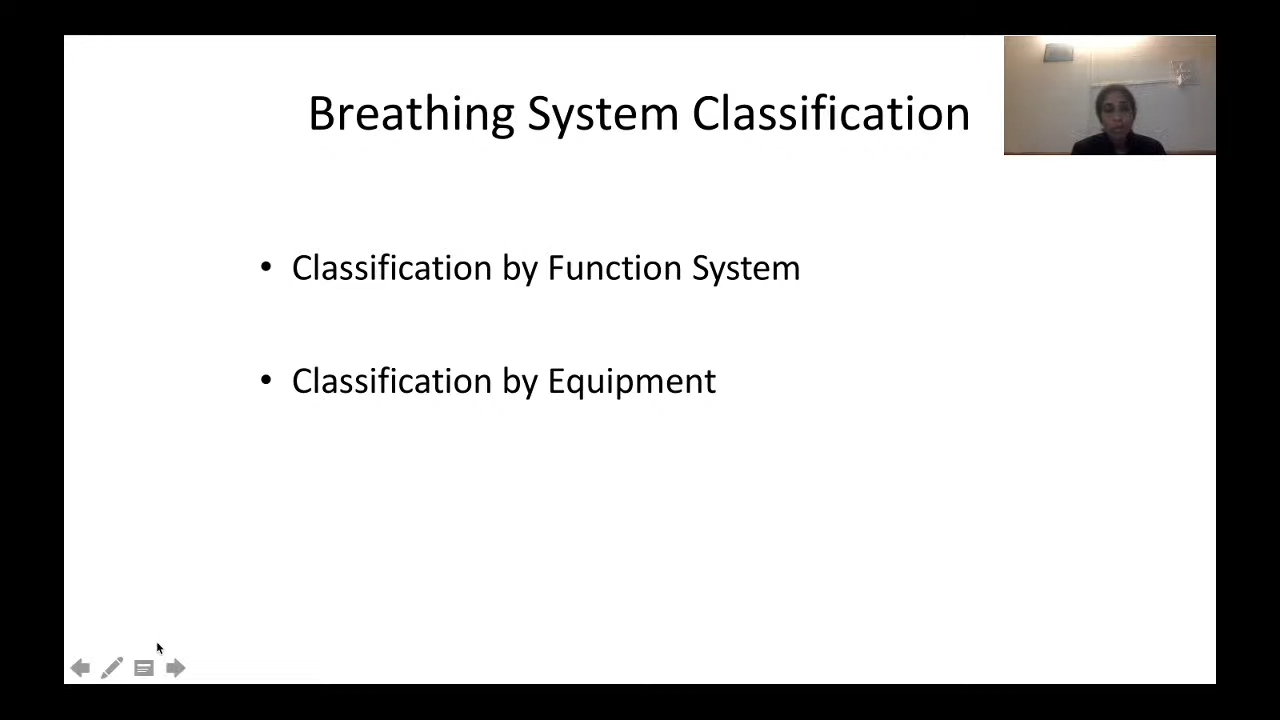 Breathing System Classification
• Classification by Function System
• Classification by Equipment